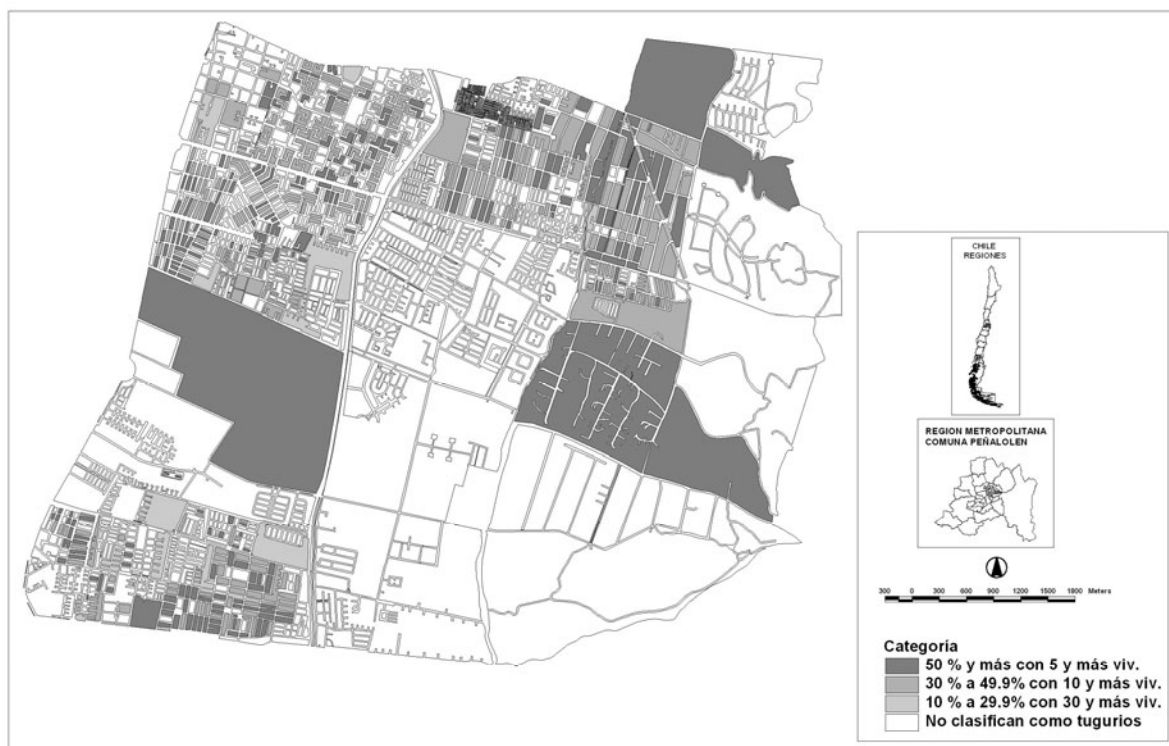 CHILE
REGIONES
REGION METROPOLITANA
COMUNA PEÑALOLEN
300 0 300 600 900 1200 1500 1800 Meters
Categoría
50 % y más con 5 y más viv.
30 % a 49.9% con 10 y más viv.
10 % a 29.9% con 30 y más viv.
No clasifican como tugurios